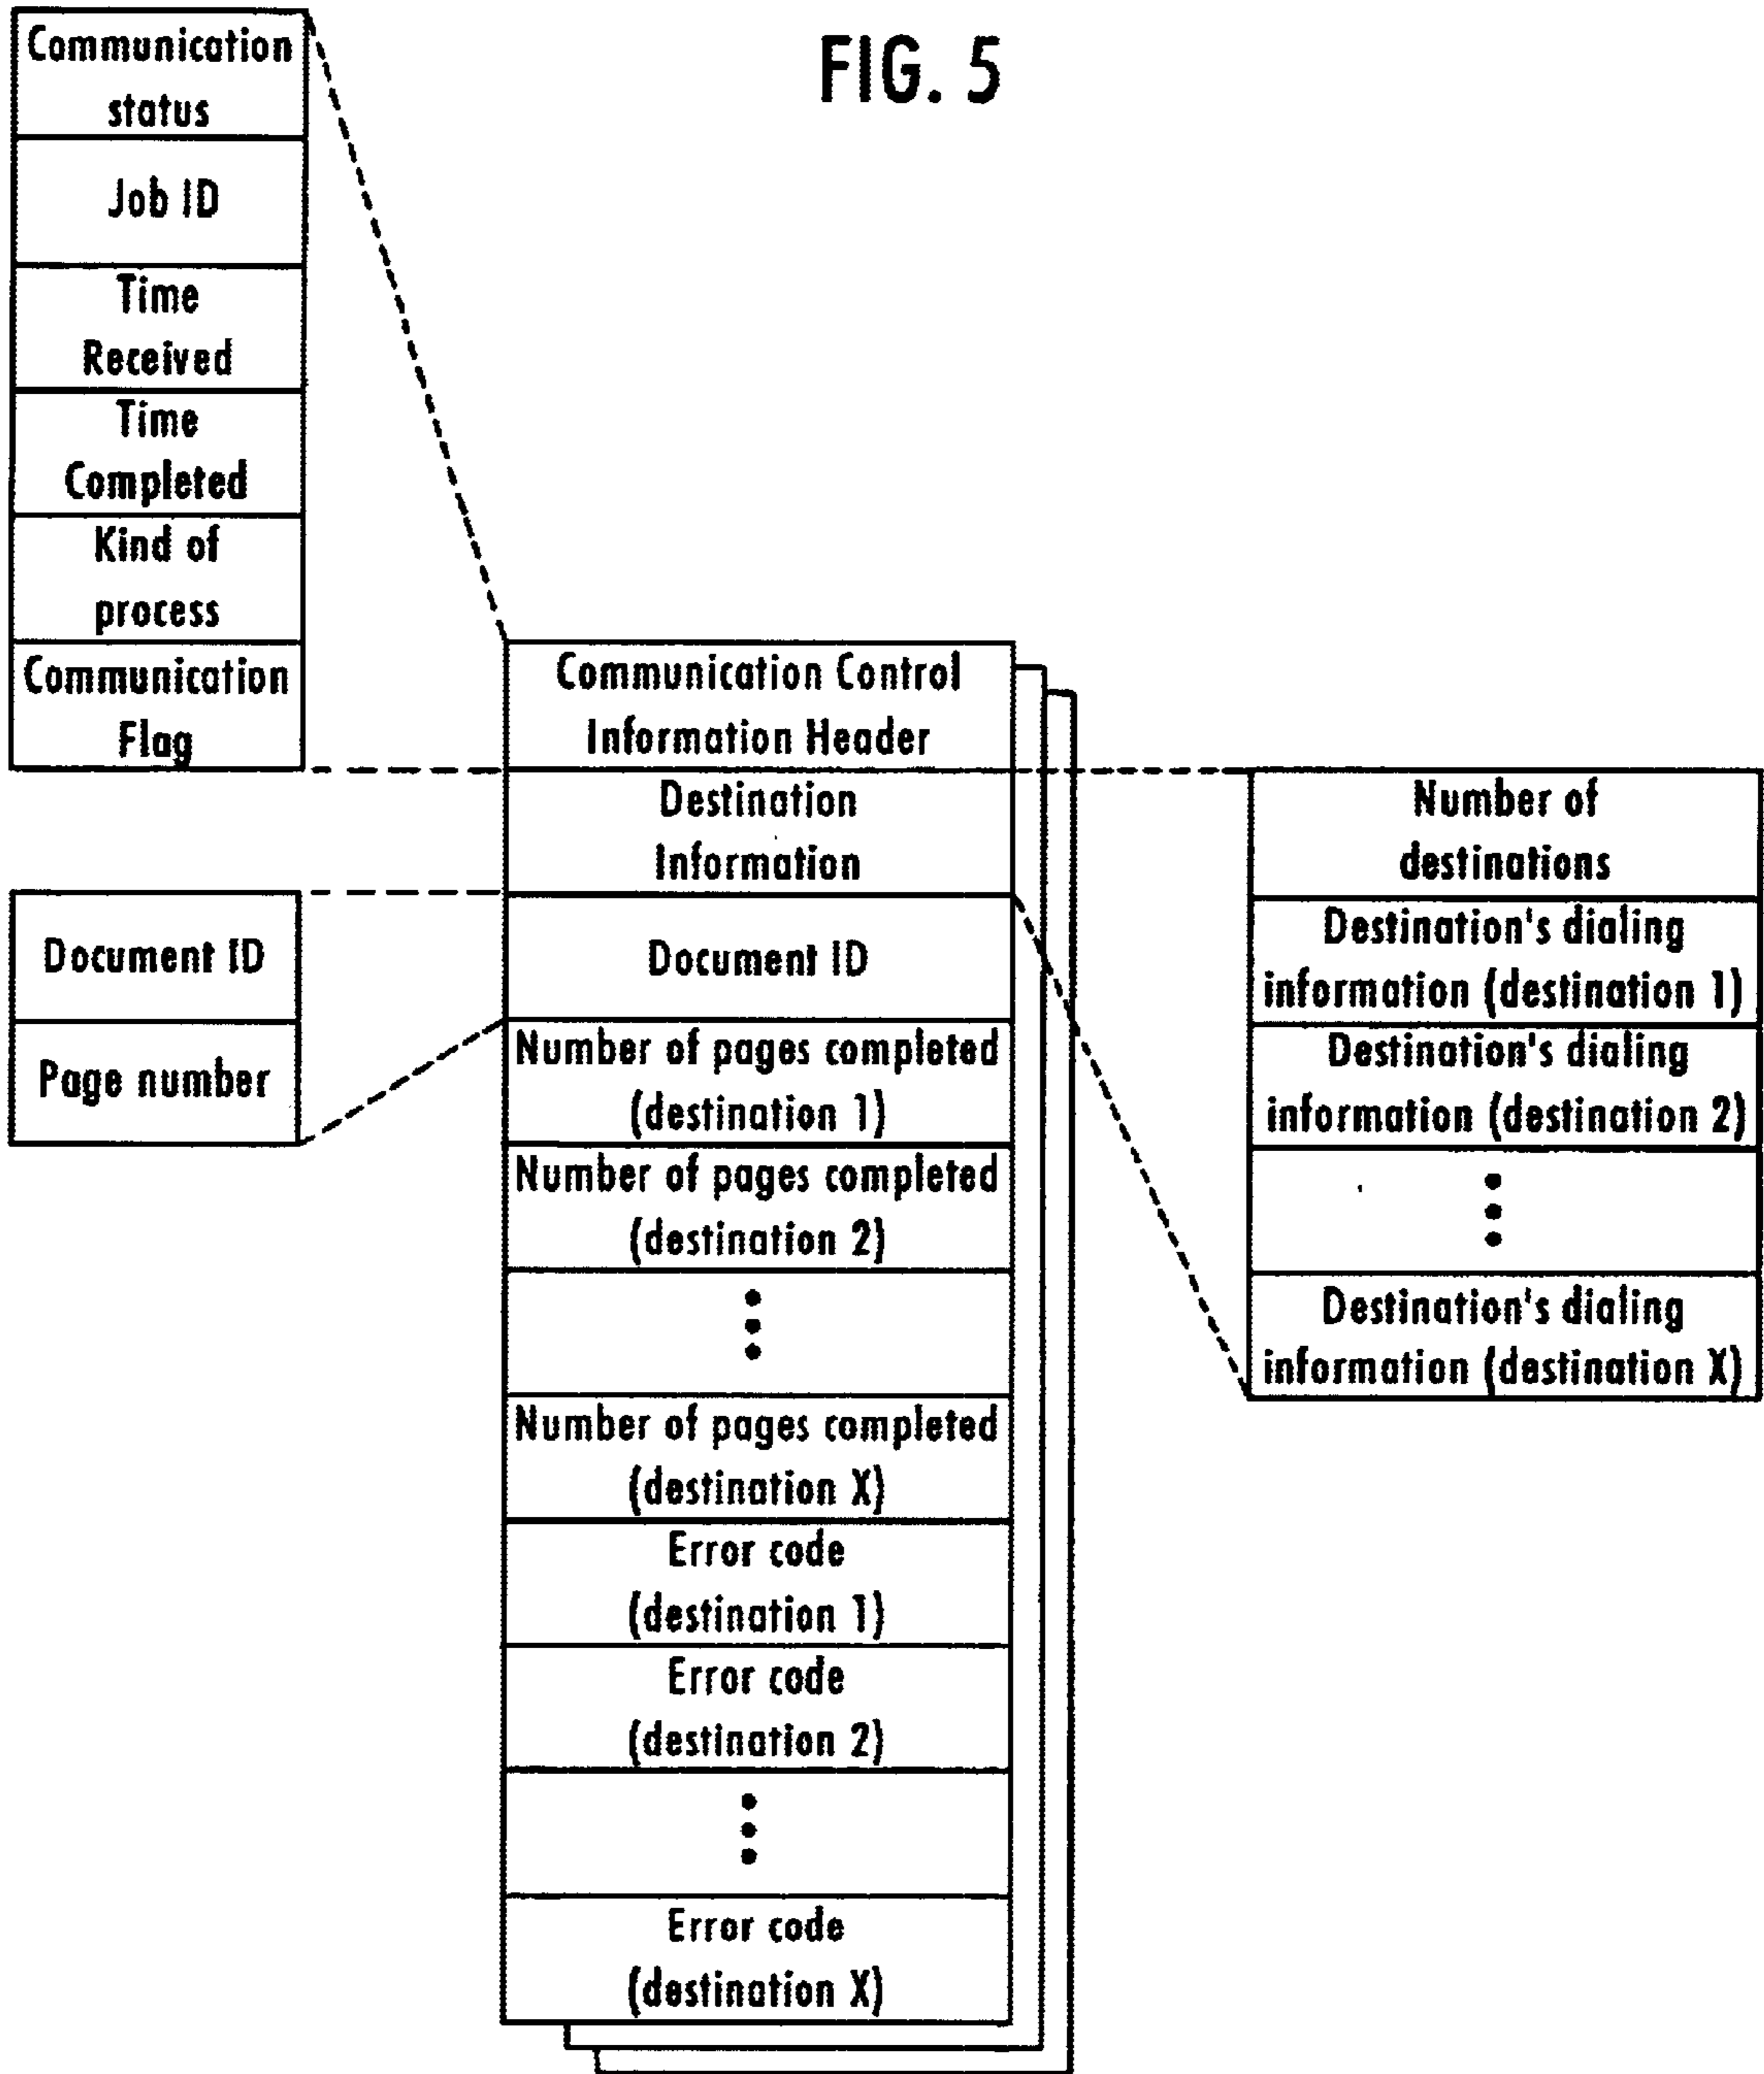 FIG. 5
Communication
status
Job ID
Time
Received
Time
Completed
Kind of
process
Communication
Flag
Document ID
Page number
Communication Control
Information Header
Destination
Information
Document ID
Number of pages completed
(destination 1)
Number of pages completed
(destination 2)
Number of pages completed
(destination X)
Error code
(destination 1)
Error code
(destination 2)
Error code
(destination X)
Number of
destinations
Destination's dialing
information (destination 1)
Destination's dialing
information (destination 2)
Destination's dialing
information (destination X)